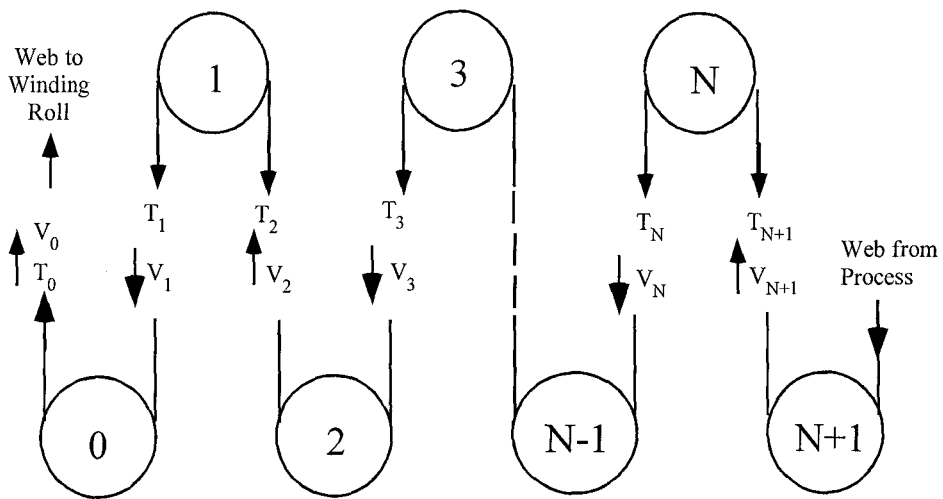 Web to
Winding
Roll
1
3
N
V0
T0
T1
V1
T2
V2
T3
V3
TN
VN
TN+1
VN+1
Web from
Process
0
2
N-1
N+1